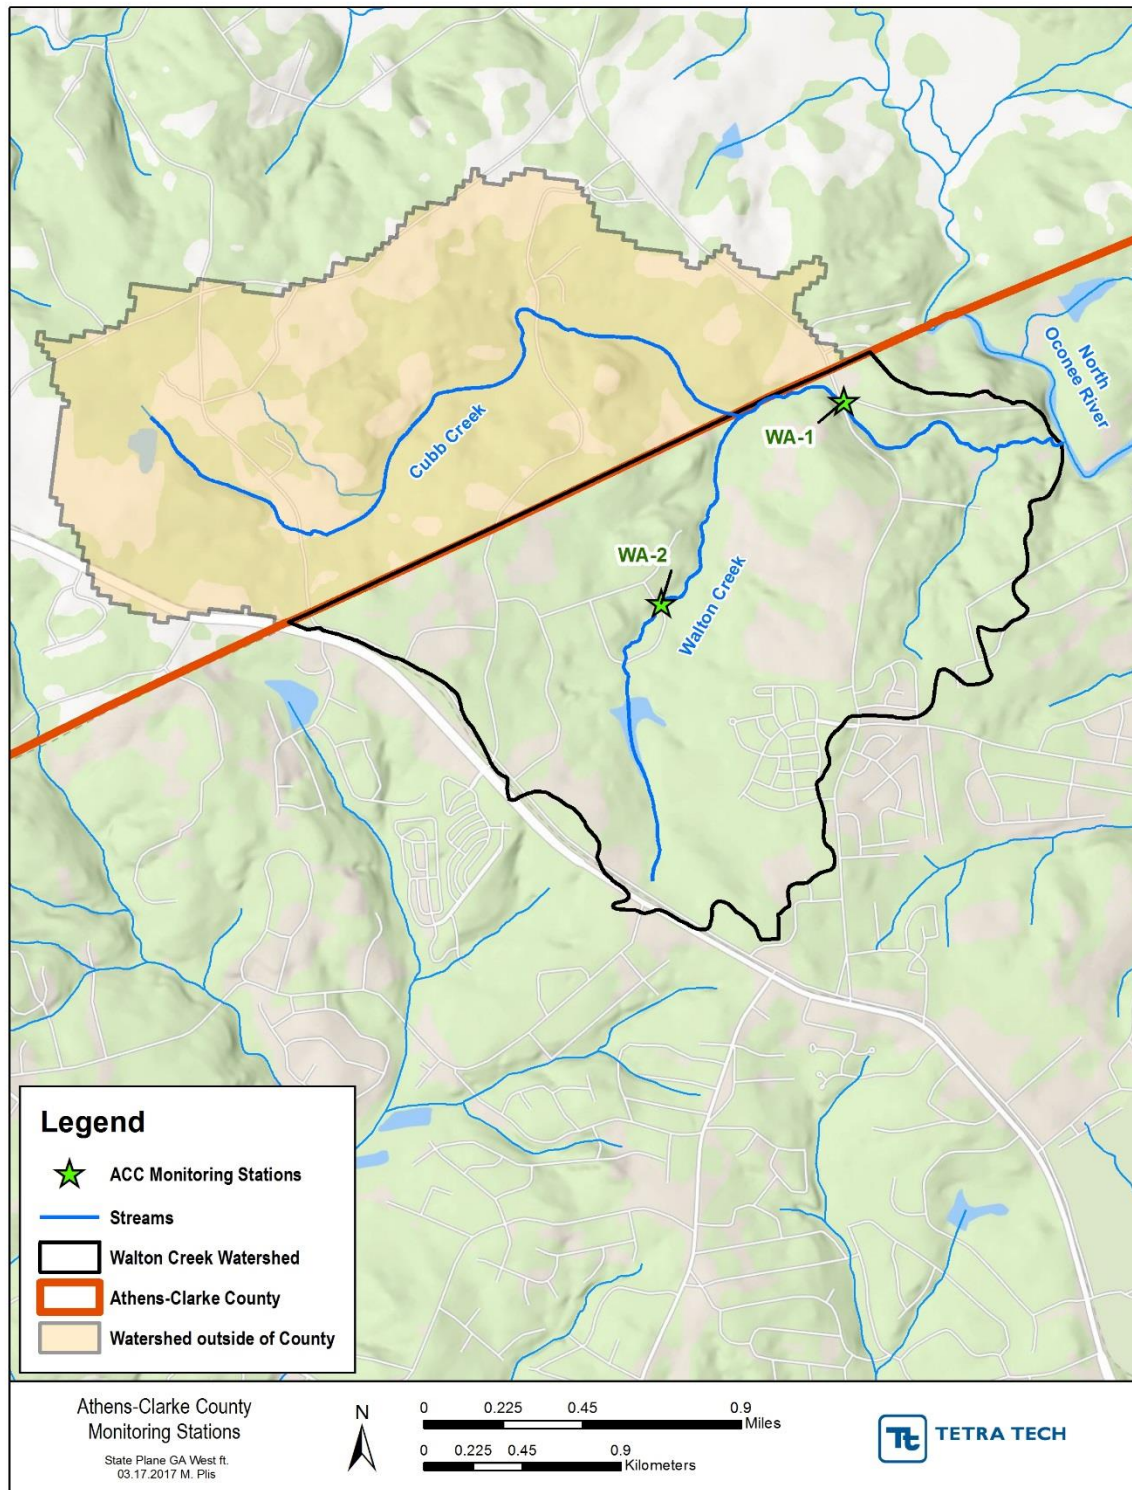 North
Oconee River
Cubb Creek
WA-1
WA-2
Walton Creek
Legend
ACC Monitoring Stations
Streams
Walton Creek Watershed
Athens-Clarke County
Watershed outside of County
Athens-Clarke County
Monitoring Stations
State Plane GA West ft.
03.17.2017 M. Plis
N
0 0.225 0.45 0.9
Miles
0 0.225 0.45 0.9
Kilometers
Tt TETRA TECH